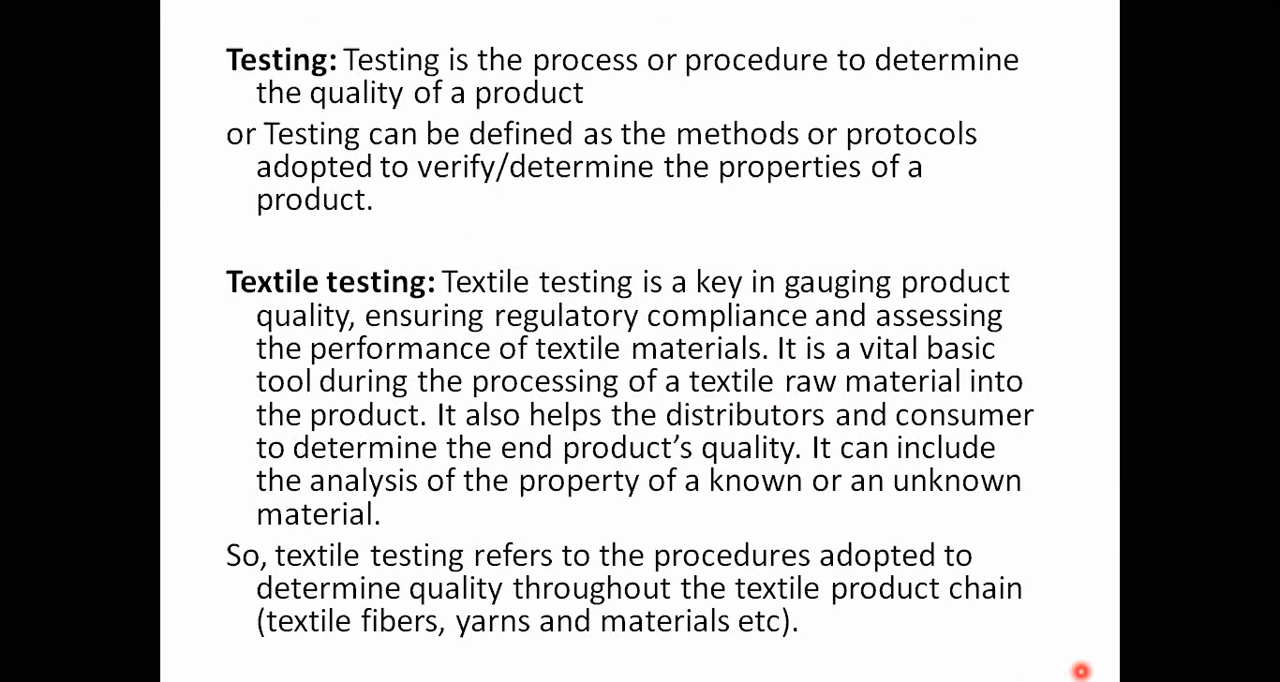 Testing: Testing is the process or procedure to determine
the quality of a product
or Testing can be defined as the methods or protocols
adopted to verify/determine the properties of a
product.
Textile testing: Textile testing is a key in gauging product
quality, ensuring regulatory compliance and assessing
the performance of textile materials. It is a vital basic
tool during the processing of a textile raw material into
the product. It also helps the distributors and consumer
to determine the end product’s quality. It can include
the analysis of the property of a known or an unknown
material.
So, textile testing refers to the procedures adopted to
determine quality throughout the textile product chain
(textile fibers, yarns and materials etc).